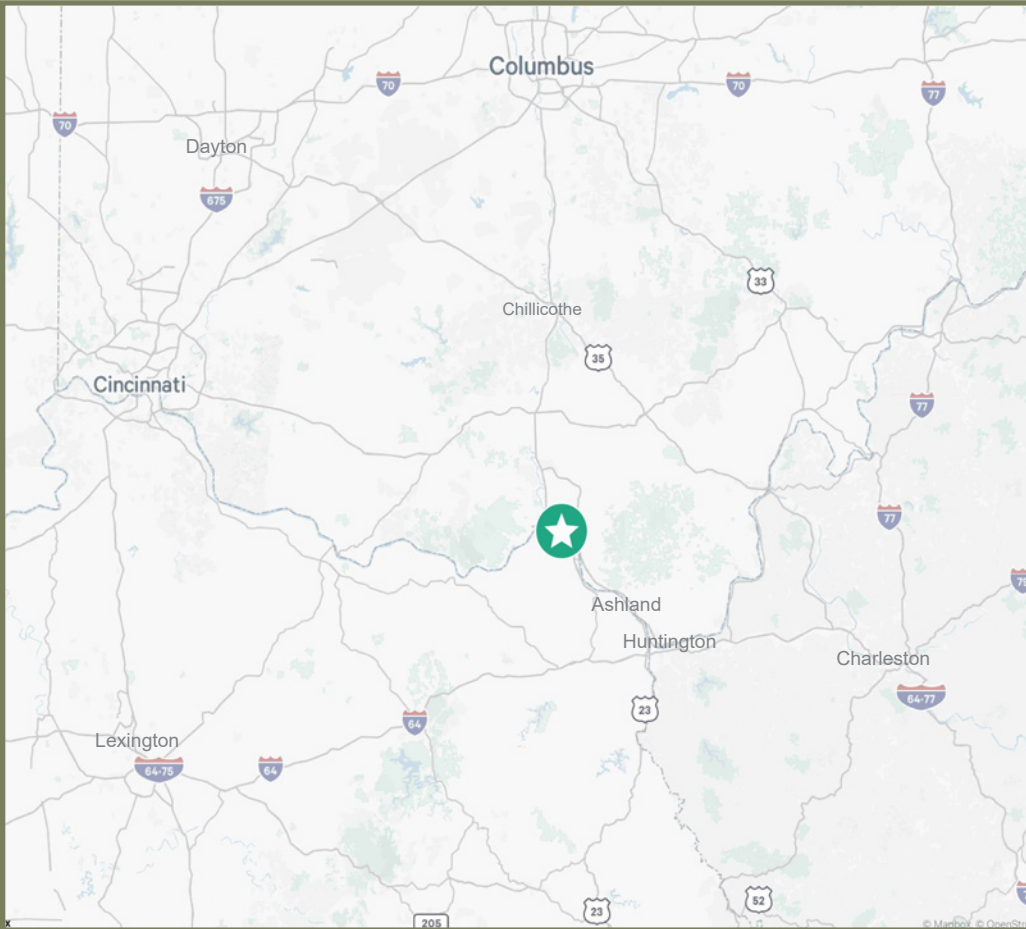 Columbus
70
70
77
70
Dayton
675
33
Chillicothe
35
Cincinnati
77
77
Ashland
Huntington
Charleston
64-77
23
64
Lexington
64-75
64
52
23
205
x
© Mapbox © OpenStr